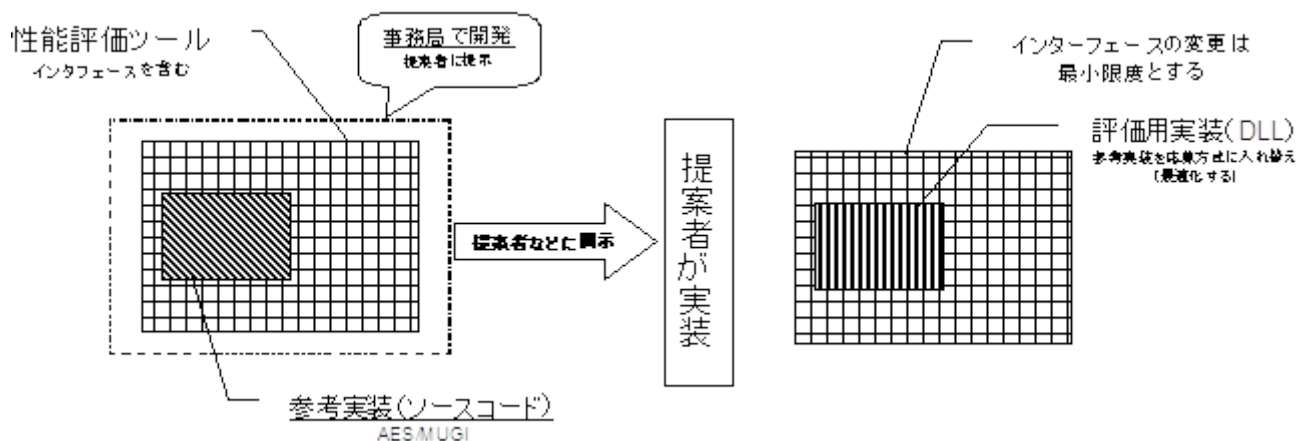 性能評価ツール
インタフェースを含む
事務局で開発
提案者に提示
参考実装(ソースコード)
AES/MUGI
提案者などに開示
提案者が実装
インターフェースの変更は
最小限度とする
評価用実装(DLL)
参考実装を応募方式に入れ替え
(最適化する)